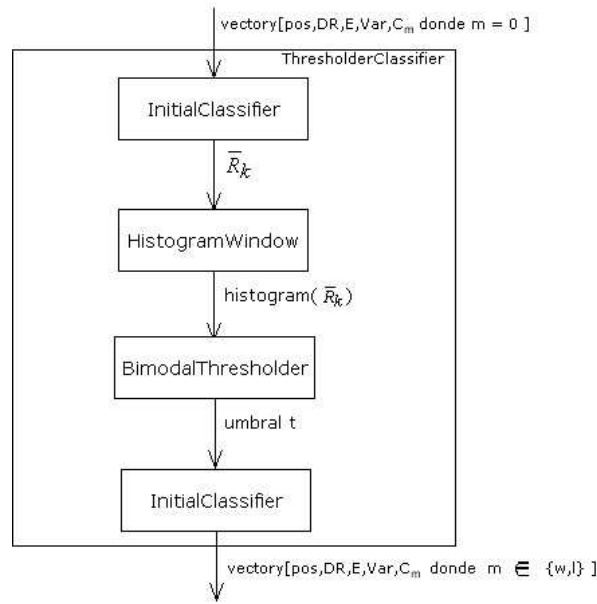 vectory[pos,DR,E,Var,Cₘ donde m = 0 ]
ThresholderClassifier
InitialClassifier
R̅k
HistogramWindow
histogram( R̅k)
BimodalThresholder
umbral t
InitialClassifier
vectory[pos,DR,E,Var,Cₘ donde m ∈ {w,l} ]